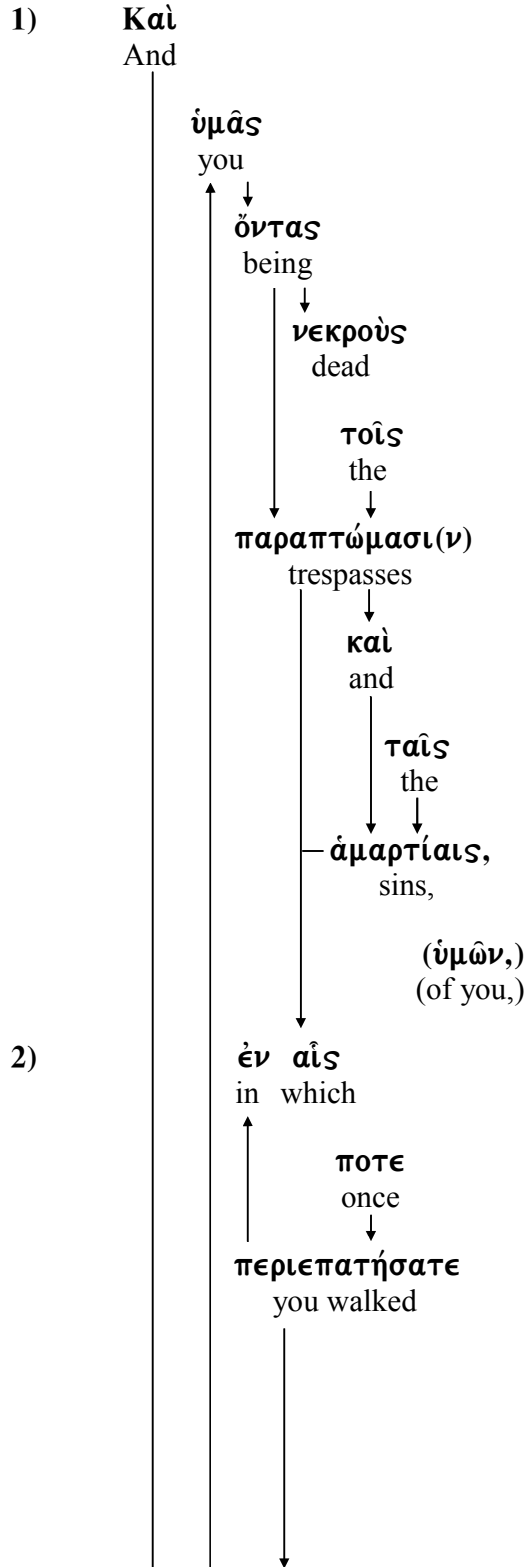 1) Καὶ
And
ὑμᾶς
you
ὄντας
being
νεκροὺς
dead
τοῖς
the
παραπτώμασι(ν)
trespasses
καὶ
and
ταῖς
the
ἁμαρτίαις,
sins,
(ὑμῶν,)
(of you,)
2) ἐν αἷς
in which
ποτε
once
περιεπατήσατε
you walked